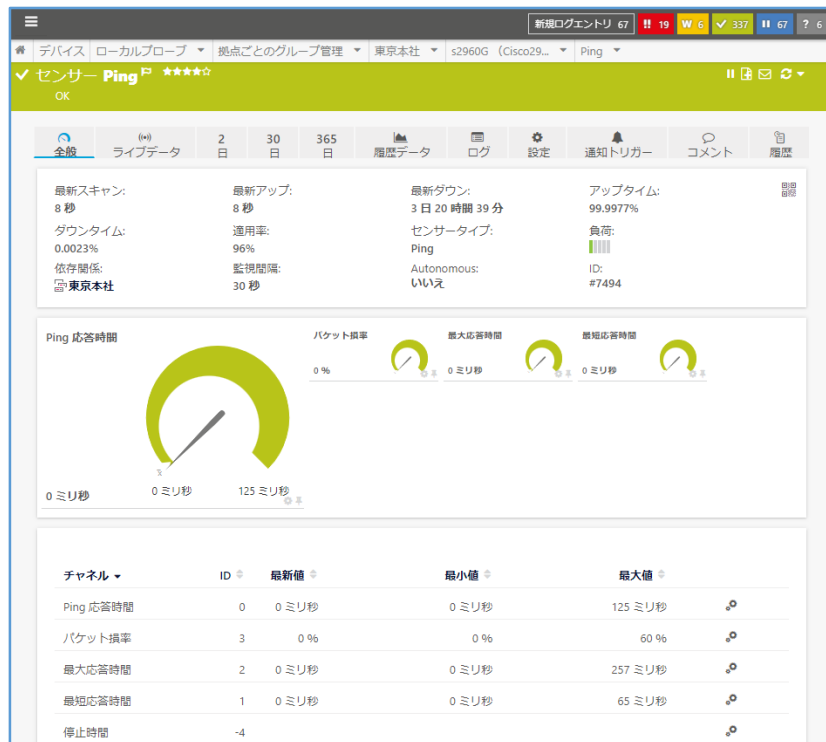 新規ログエントリ 67 !! 19 W 6 337 67 ? 6
デバイス ローカルプローブ 拠点ごとのグループ管理 東京本社 s2960G （Cisco29... Ping
センサー Ping
OK
全般 ライブデータ 2 日 30 日 365 日 履歴データ ログ 設定 通知トリガー コメント 履歴
最新スキャン: 最新アップ: 最新ダウン: アップタイム:
8 秒 8 秒 3 日 20 時間 39 分 99.9977%
ダウンタイム: 適用率: センサータイプ: 負荷:
0.0023% 96% Ping
依存関係: 監視間隔: Autonomous: ID:
東京本社 30 秒 いいえ #7494
Ping 応答時間 パケット損率 最大応答時間 最短応答時間
0 % 0 ミリ秒 0 ミリ秒
0 ミリ秒 0 ミリ秒 125 ミリ秒
チャネル ID 最新値 最小値 最大値
Ping 応答時間 0 0 ミリ秒 0 ミリ秒 125 ミリ秒
パケット損率 3 0 % 0 % 60 %
最大応答時間 2 0 ミリ秒 0 ミリ秒 257 ミリ秒
最短応答時間 1 0 ミリ秒 0 ミリ秒 65 ミリ秒
停止時間 -4